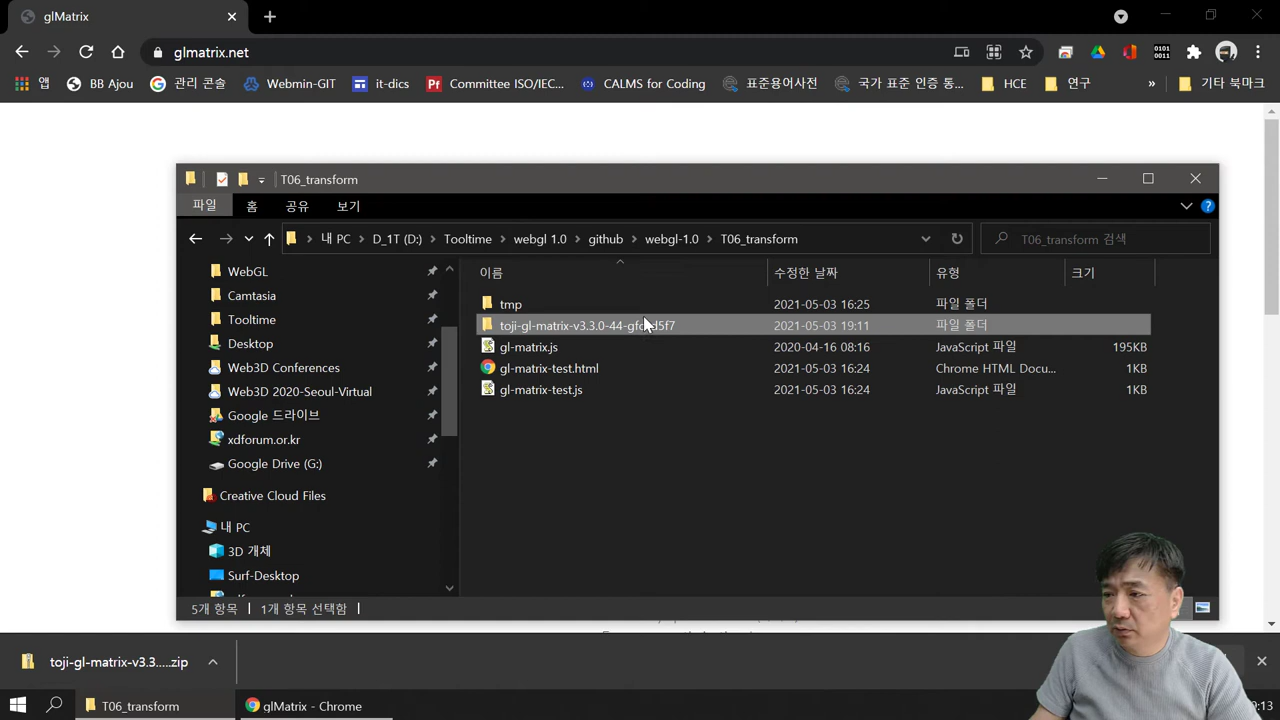 glMatrix
glmatrix.net
앱 BB Ajou 관리 콘솔 Webmin-GIT it-dics Committee ISO/IEC... CALMS for Coding 표준용어사전 국가 표준 인증 통... HCE 연구 » 기타 북마크
T06_transform
파일 홈 공유 보기
내 PC > D_1T (D:) > Tooltime > webgl 1.0 > github > webgl-1.0 > T06_transform
T06_transform 검색
WebGL
Camtasia
Tooltime
Desktop
Web3D Conferences
Web3D 2020-Seoul-Virtual
Google 드라이브
xdforum.or.kr
Google Drive (G:)
Creative Cloud Files
내 PC
3D 개체
Surf-Desktop
이름 수정한 날짜 유형 크기
tmp 2021-05-03 16:25 파일 폴더
2021-05-03 19:11 파일 폴더
gl-matrix.js 2020-04-16 08:16 JavaScript 파일 195KB
gl-matrix-test.html 2021-05-03 16:24 Chrome HTML Docu... 1KB
gl-matrix-test.js 2021-05-03 16:24 JavaScript 파일 1KB
5개 항목 1개 항목 선택함
toji-gl-matrix-v3.3.....zip
T06_transform
glMatrix - Chrome